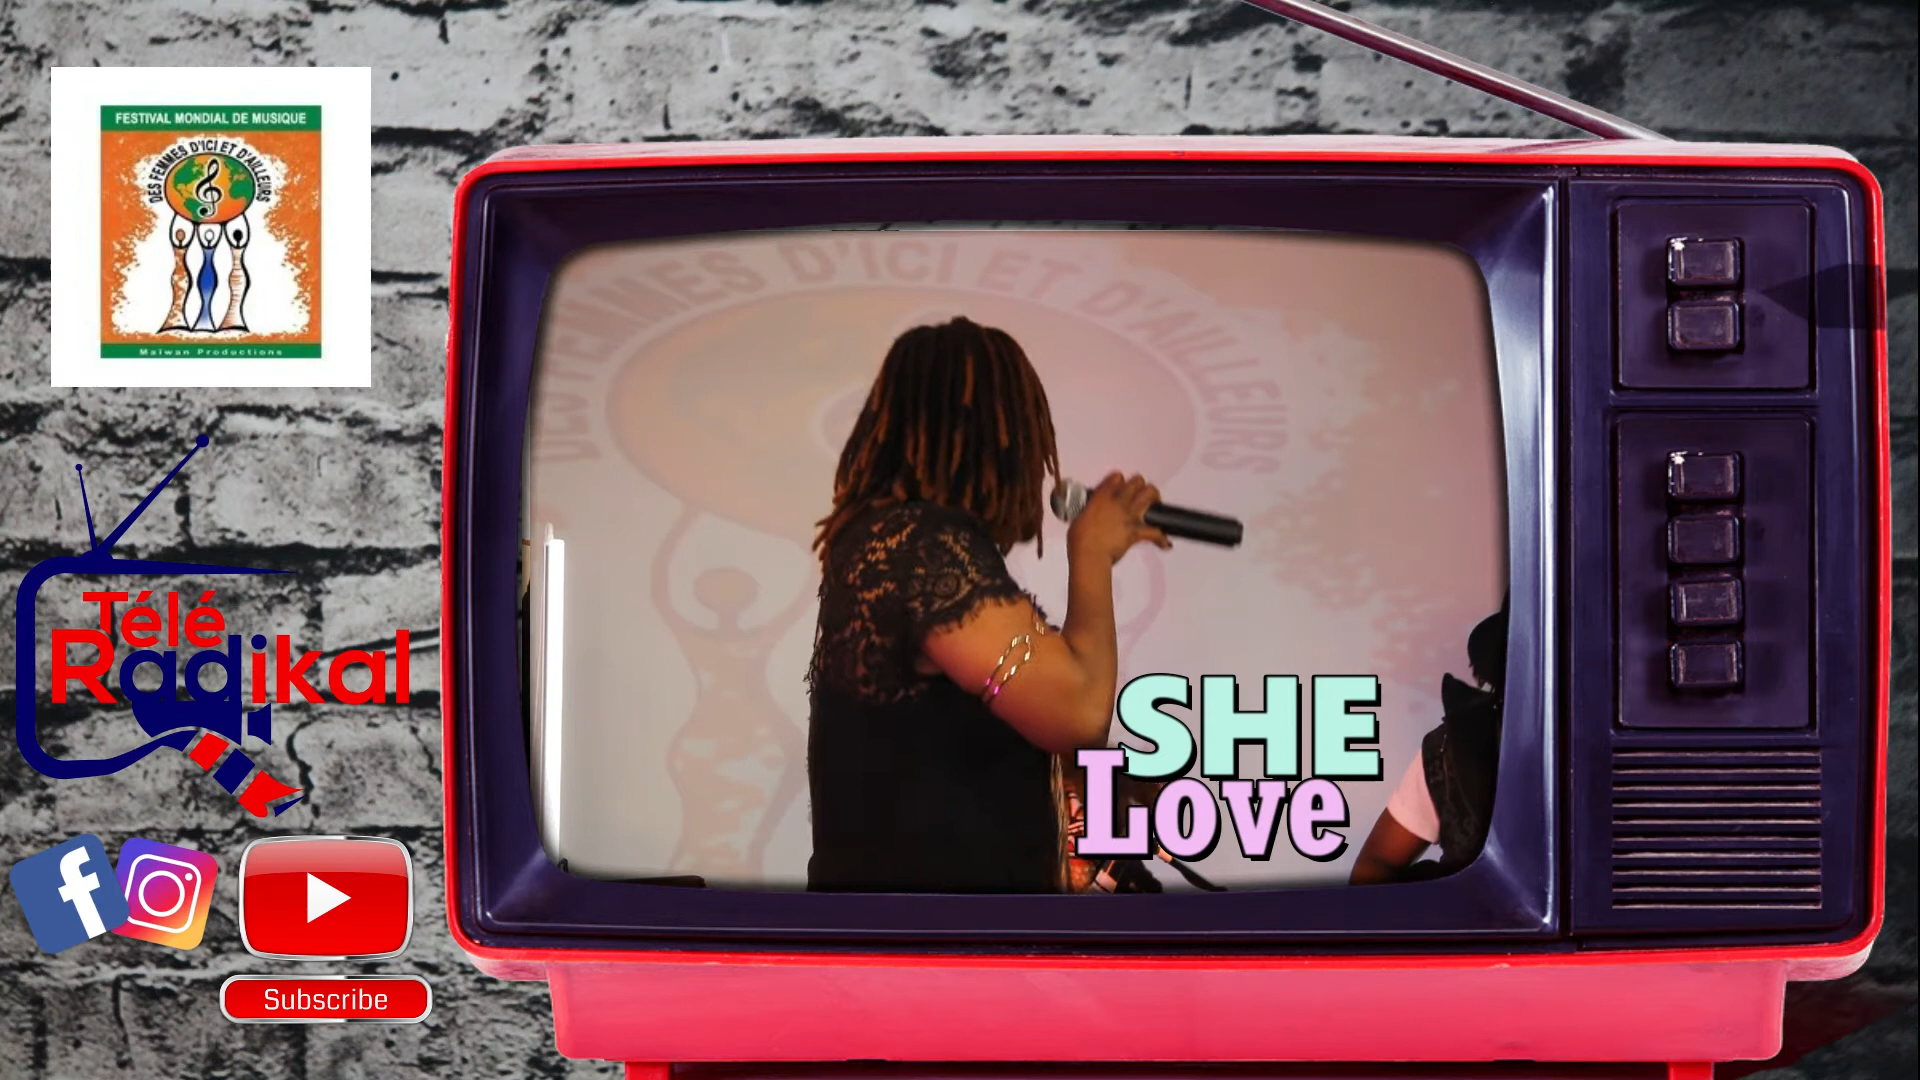 FESTIVAL MONDIAL DE MUSIQUE
DES FEMMES D'ICI ET D'AILLEURS
Maïwan Productions
Télé
Radikal
Subscribe
DES FEMMES D'ICI ET D'AILLEURS
SHE
Love